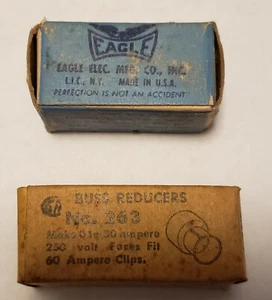 EAGLE
EAGLE ELEC. MFG. CO., INC.
L.I.C., N.Y. MADE IN U.S.A.
PERFECTION IS NOT AN ACCIDENT
BUSS REDUCERS
No. 263
Make 0 to 30 ampere
250 volt Fuses Fit
60 Ampere Clips.